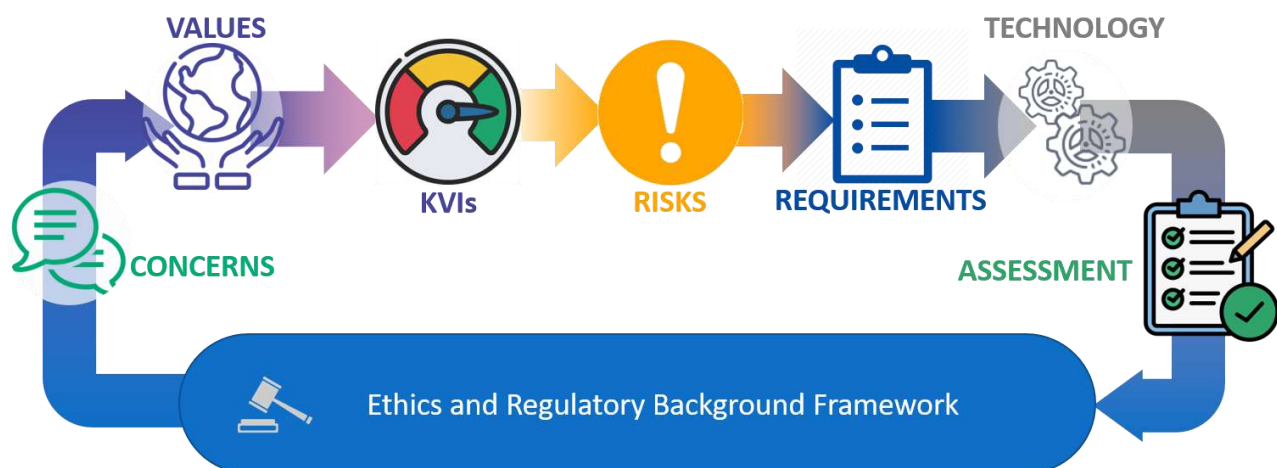 VALUES
TECHNOLOGY
KVIs
RISKS
REQUIREMENTS
CONCERNS
ASSESSMENT
Ethics and Regulatory Background Framework